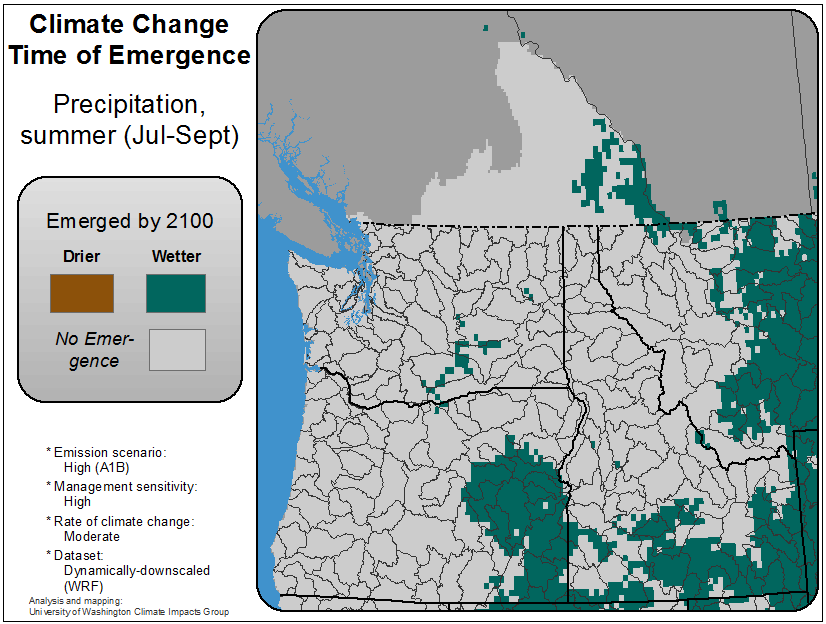 Climate Change
Time of Emergence
Precipitation,
summer (Jul-Sept)
Emerged by 2100
Drier Wetter
No Emer-
gence
* Emission scenario:
High (A1B)
* Management sensitivity:
High
* Rate of climate change:
Moderate
* Dataset:
Dynamically-downscaled
(WRF)
Analysis and mapping:
University of Washington Climate Impacts Group